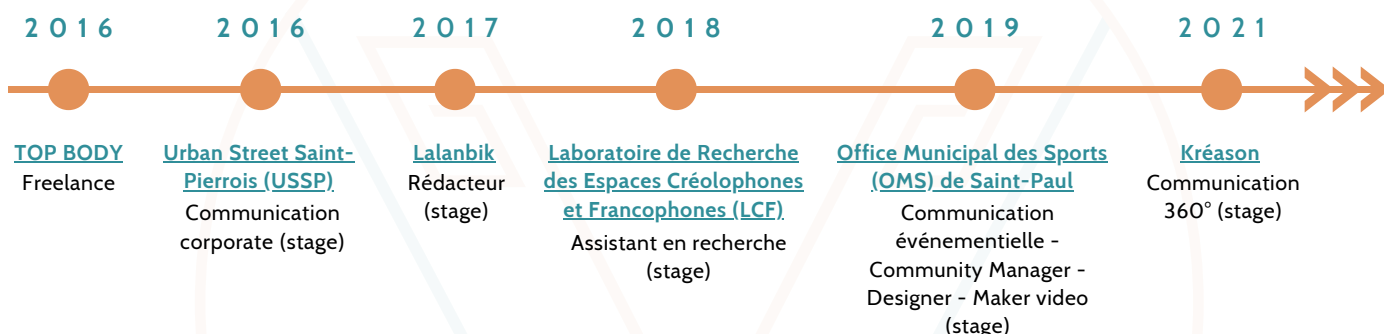 2016
2016
2017
2018
2019
2021
TOP BODY
Freelance
Urban Street Saint-
Pierrois (USSP)
Communication
corporate (stage)
Lalanbik
Rédacteur
(stage)
Laboratoire de Recherche
des Espaces Créolophones
et Francophones (LCF)
Assistant en recherche
(stage)
Office Municipal des Sports
(OMS) de Saint-Paul
Communication
événementielle -
Community Manager -
Designer - Maker video
(stage)
Kréason
Communication
360° (stage)